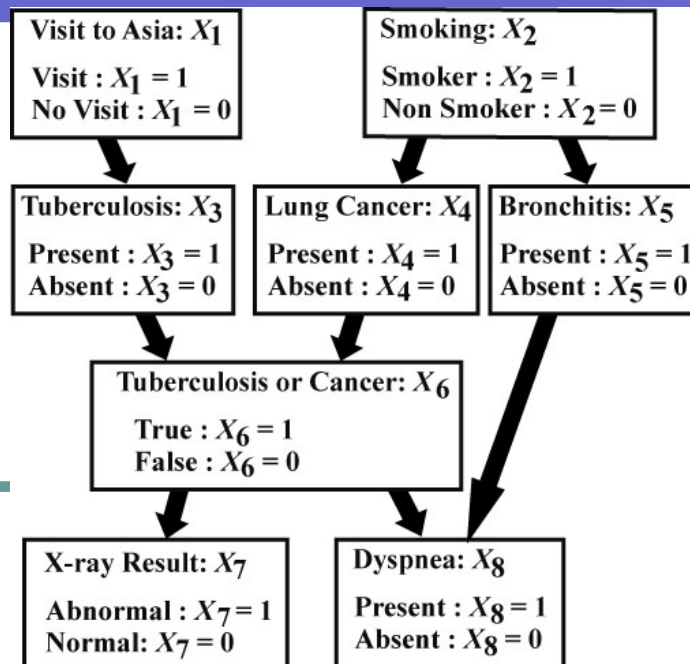 Visit to Asia: X1
Visit : X1 = 1
No Visit : X1 = 0
Smoking: X2
Smoker : X2 = 1
Non Smoker : X2 = 0
Tuberculosis: X3
Present : X3 = 1
Absent : X3 = 0
Lung Cancer: X4
Present : X4 = 1
Absent : X4 = 0
Bronchitis: X5
Present : X5 = 1
Absent : X5 = 0
Tuberculosis or Cancer: X6
True : X6 = 1
False : X6 = 0
X-ray Result: X7
Abnormal : X7 = 1
Normal: X7 = 0
Dyspnea: X8
Present : X8 = 1
Absent : X8 = 0